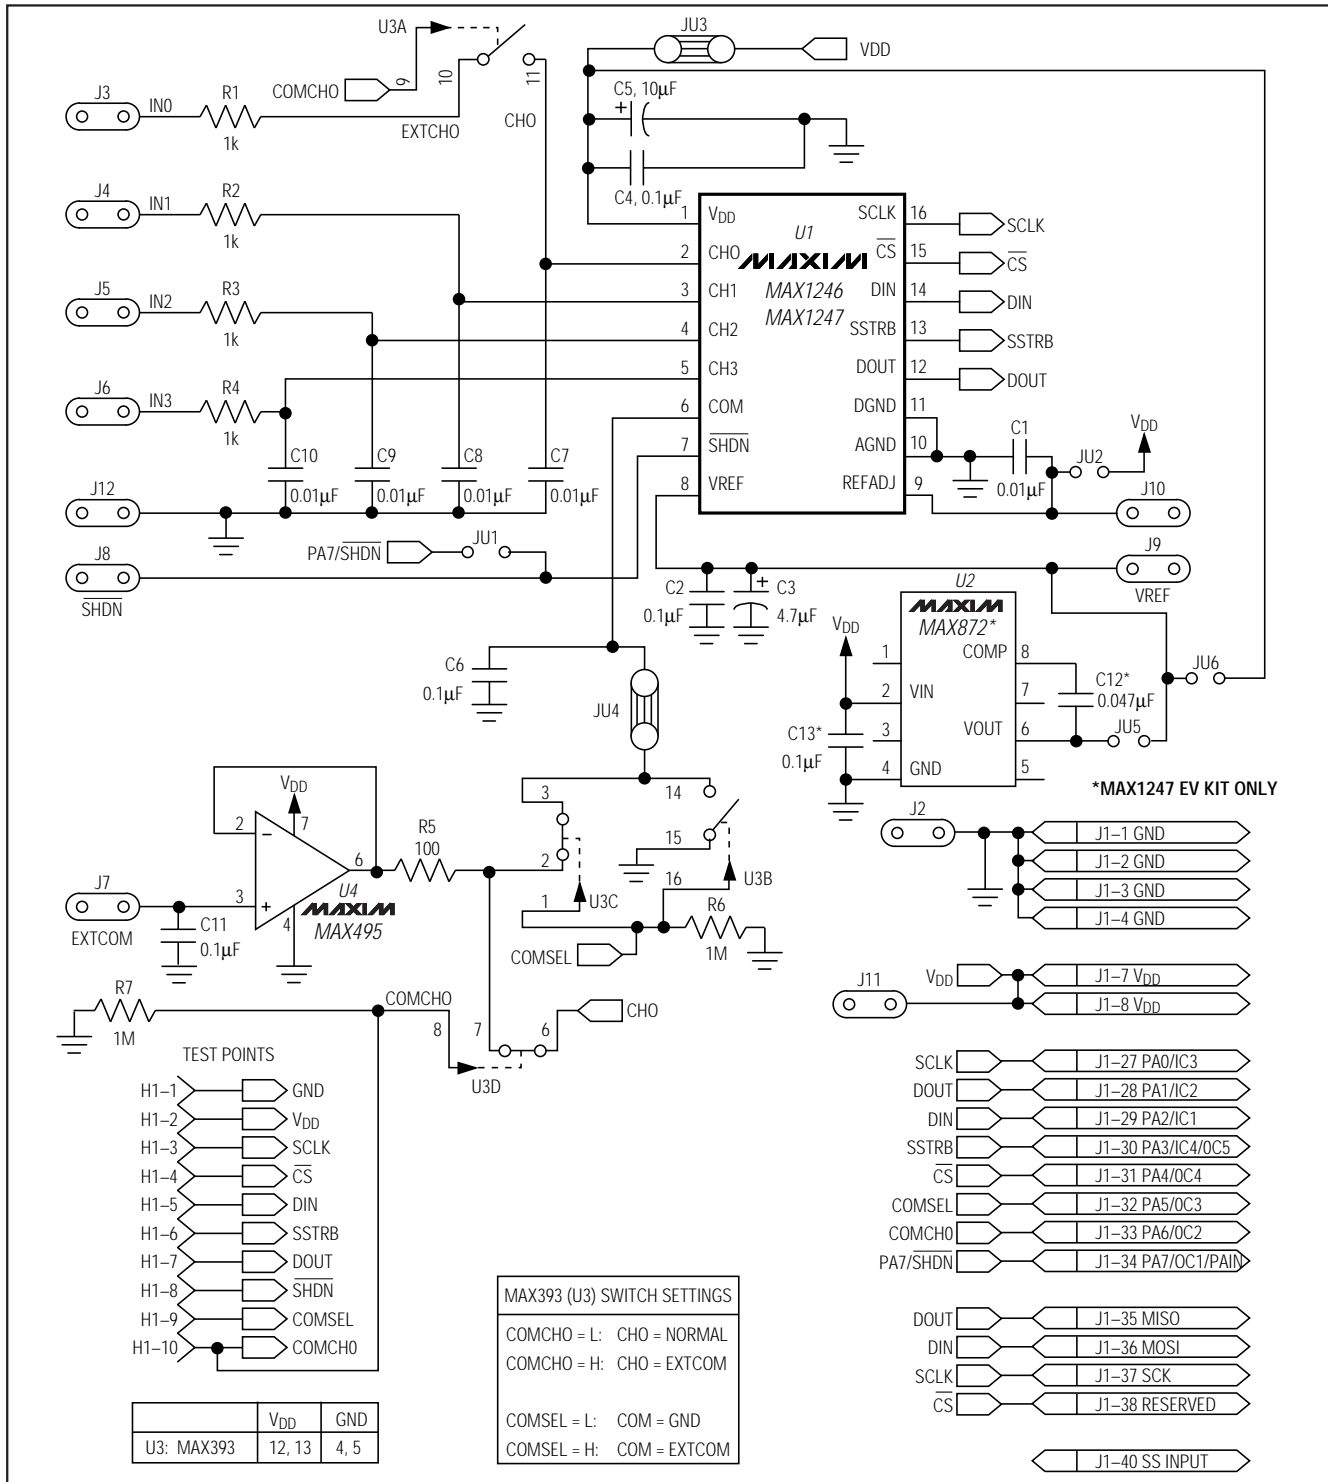 U3A
JU3
VDD
COMCHO
9
10
11
C5, 10µF
+
J3
IN0
R1
1k
EXTCHO
CHO
C4, 0.1µF
J4
IN1
R2
1k
J5
IN2
R3
1k
J6
IN3
R4
1k
U1
MAXIM
MAX1246
MAX1247
1 VDD
2 CHO
3 CH1
4 CH2
5 CH3
6 COM
7 SHDN
8 VREF
SCLK 16 SCLK
CS 15 CS
DIN 14 DIN
SSTRB 13 SSTRB
DOUT 12 DOUT
DGND 11
AGND 10
REFADJ 9
C1
0.01µF
VDD
JU2
J10
C10
0.01µF
C9
0.01µF
C8
0.01µF
C7
0.01µF
J12
PA7/SHDN
JU1
J8
SHDN
J9
VREF
C2
0.1µF
+
C3
4.7µF
U2
MAXIM
MAX872*
VDD
1
2 VIN
3
4 GND
COMP 8
7
VOUT 6
5
C12*
0.047µF
C13*
0.1µF
JU6
JU5
*MAX1247 EV KIT ONLY
C6
0.1µF
JU4
3
14
2
15
16
1
U3C
U3B
VDD
7
2
−
6
3
+
4
U4
MAXIM
MAX495
R5
100
J7
EXTCOM
C11
0.1µF
COMSEL
R6
1M
R7
1M
COMCHO
8
7
6
CHO
U3D
J2
J1–1 GND
J1–2 GND
J1–3 GND
J1–4 GND
J11
VDD
J1–7 VDD
J1–8 VDD
TEST POINTS
H1–1 GND
H1–2 VDD
H1–3 SCLK
H1–4 CS
H1–5 DIN
H1–6 SSTRB
H1–7 DOUT
H1–8 SHDN
H1–9 COMSEL
H1–10 COMCH0
SCLK J1–27 PA0/IC3
DOUT J1–28 PA1/IC2
DIN J1–29 PA2/IC1
SSTRB J1–30 PA3/IC4/0C5
CS J1–31 PA4/0C4
COMSEL J1–32 PA5/0C3
COMCH0 J1–33 PA6/0C2
PA7/SHDN J1–34 PA7/OC1/PAIN
DOUT J1–35 MISO
DIN J1–36 MOSI
SCLK J1–37 SCK
CS J1–38 RESERVED
J1–40 SS INPUT
MAX393 (U3) SWITCH SETTINGS
COMCHO = L: CHO = NORMAL
COMCHO = H: CHO = EXTCOM
COMSEL = L: COM = GND
COMSEL = H: COM = EXTCOM
VDD GND
U3: MAX393 12, 13 4, 5